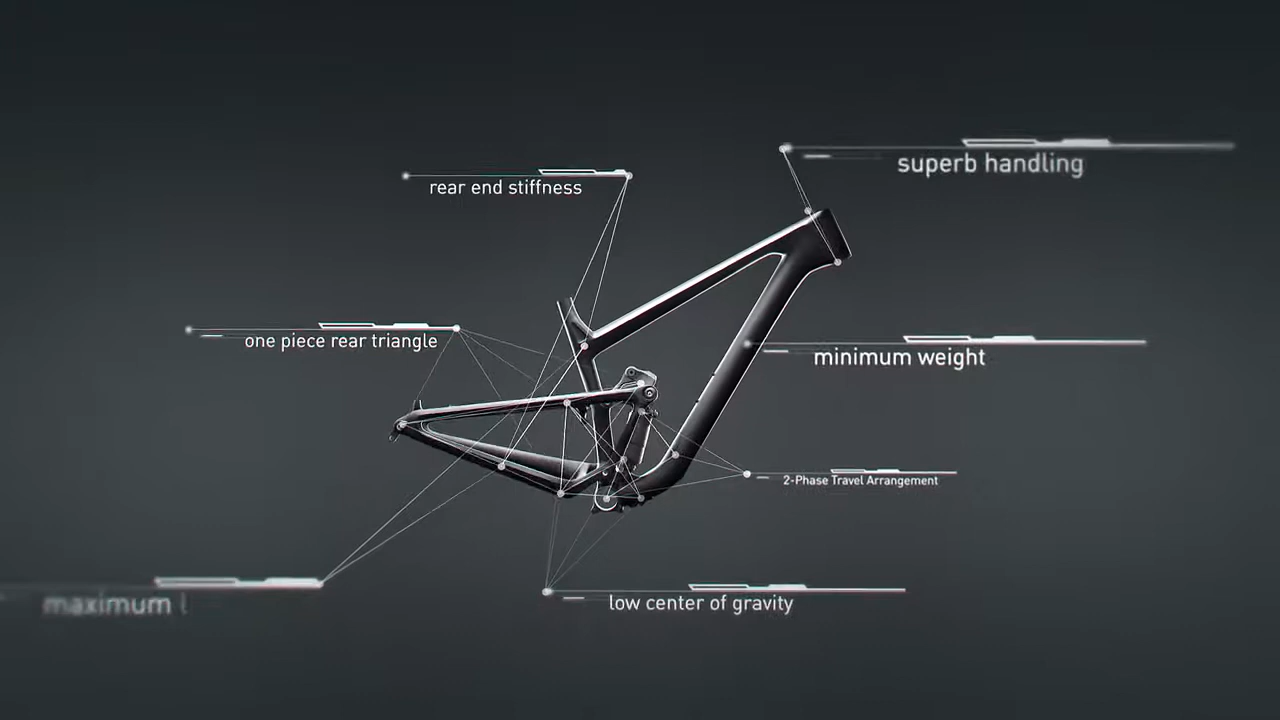 superb handling
rear end stiffness
one piece rear triangle
minimum weight
2-Phase Travel Arrangement
maximum
low center of gravity